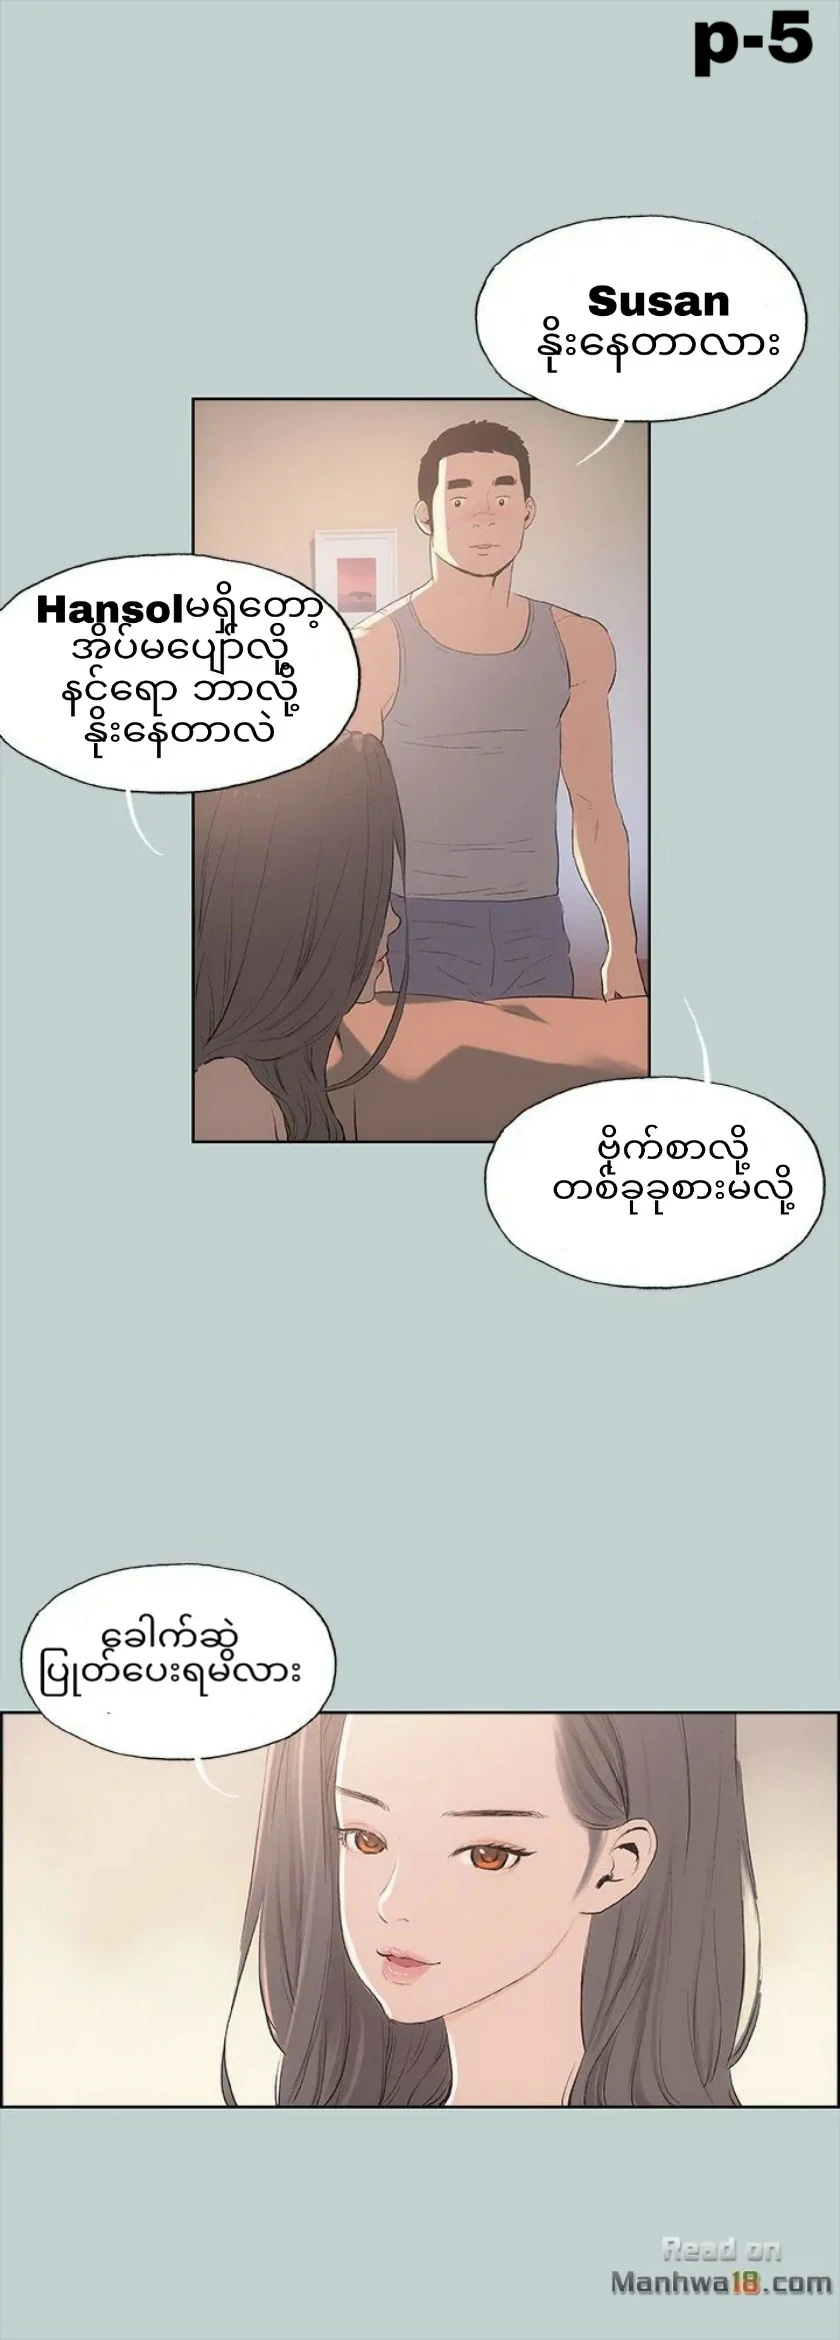 p-5
Susan
နိုးနေတာလား
Hansolမရှိတော့
အိပ်မပျော်လို့
နင်ရော ဘာလို့
နိုးနေတာလဲ
ဗိုက်စာလို့
တစ်ခုခုစားမလို့
ခေါက်ဆွဲ
ပြုတ်ပေးရမလား
Read on
Manhwa18.com